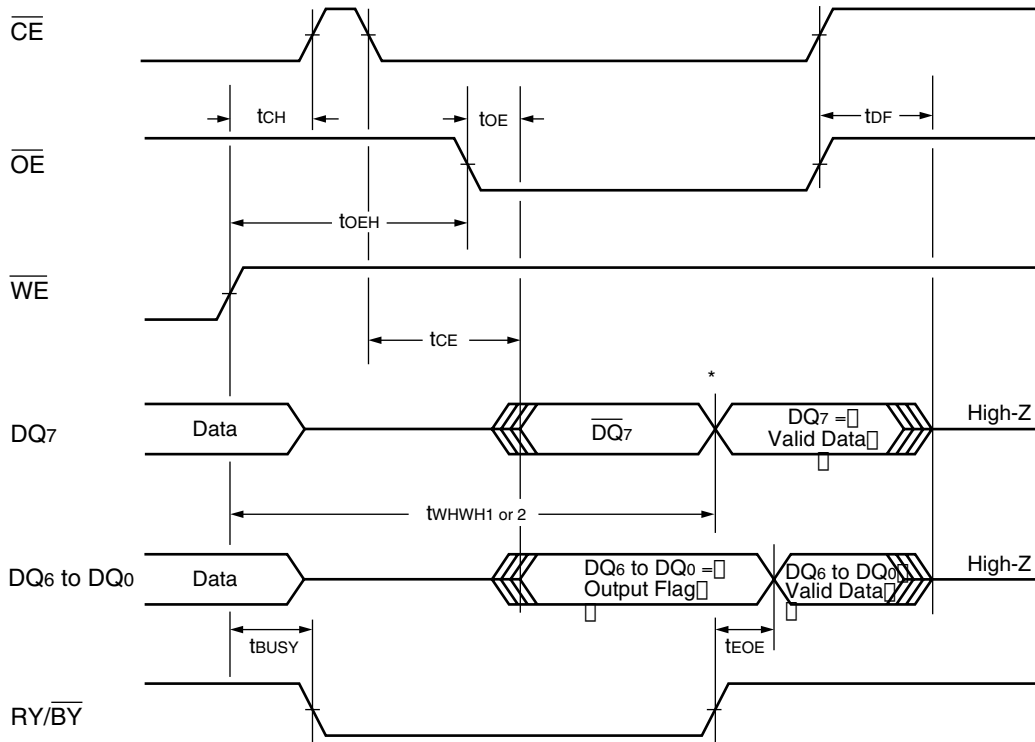 CE
tCH
tOE
tDF
OE
tOEH
WE
tCE
*
DQ7
Data
DQ7
DQ7 =
Valid Data
High-Z
tWHWH1 or 2
DQ6 to DQ0
Data
DQ6 to DQ0 =
Output Flag
DQ6 to DQ0
Valid Data
High-Z
tBUSY
tEOE
RY/BY